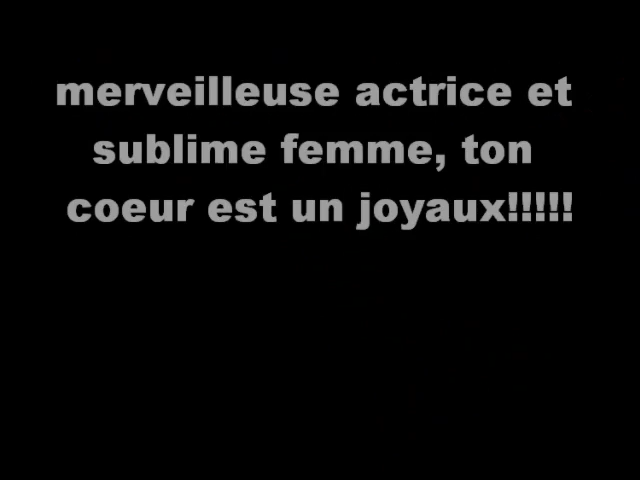 merveilleuse actrice et
sublime femme, ton
coeur est un joyaux!!!!!